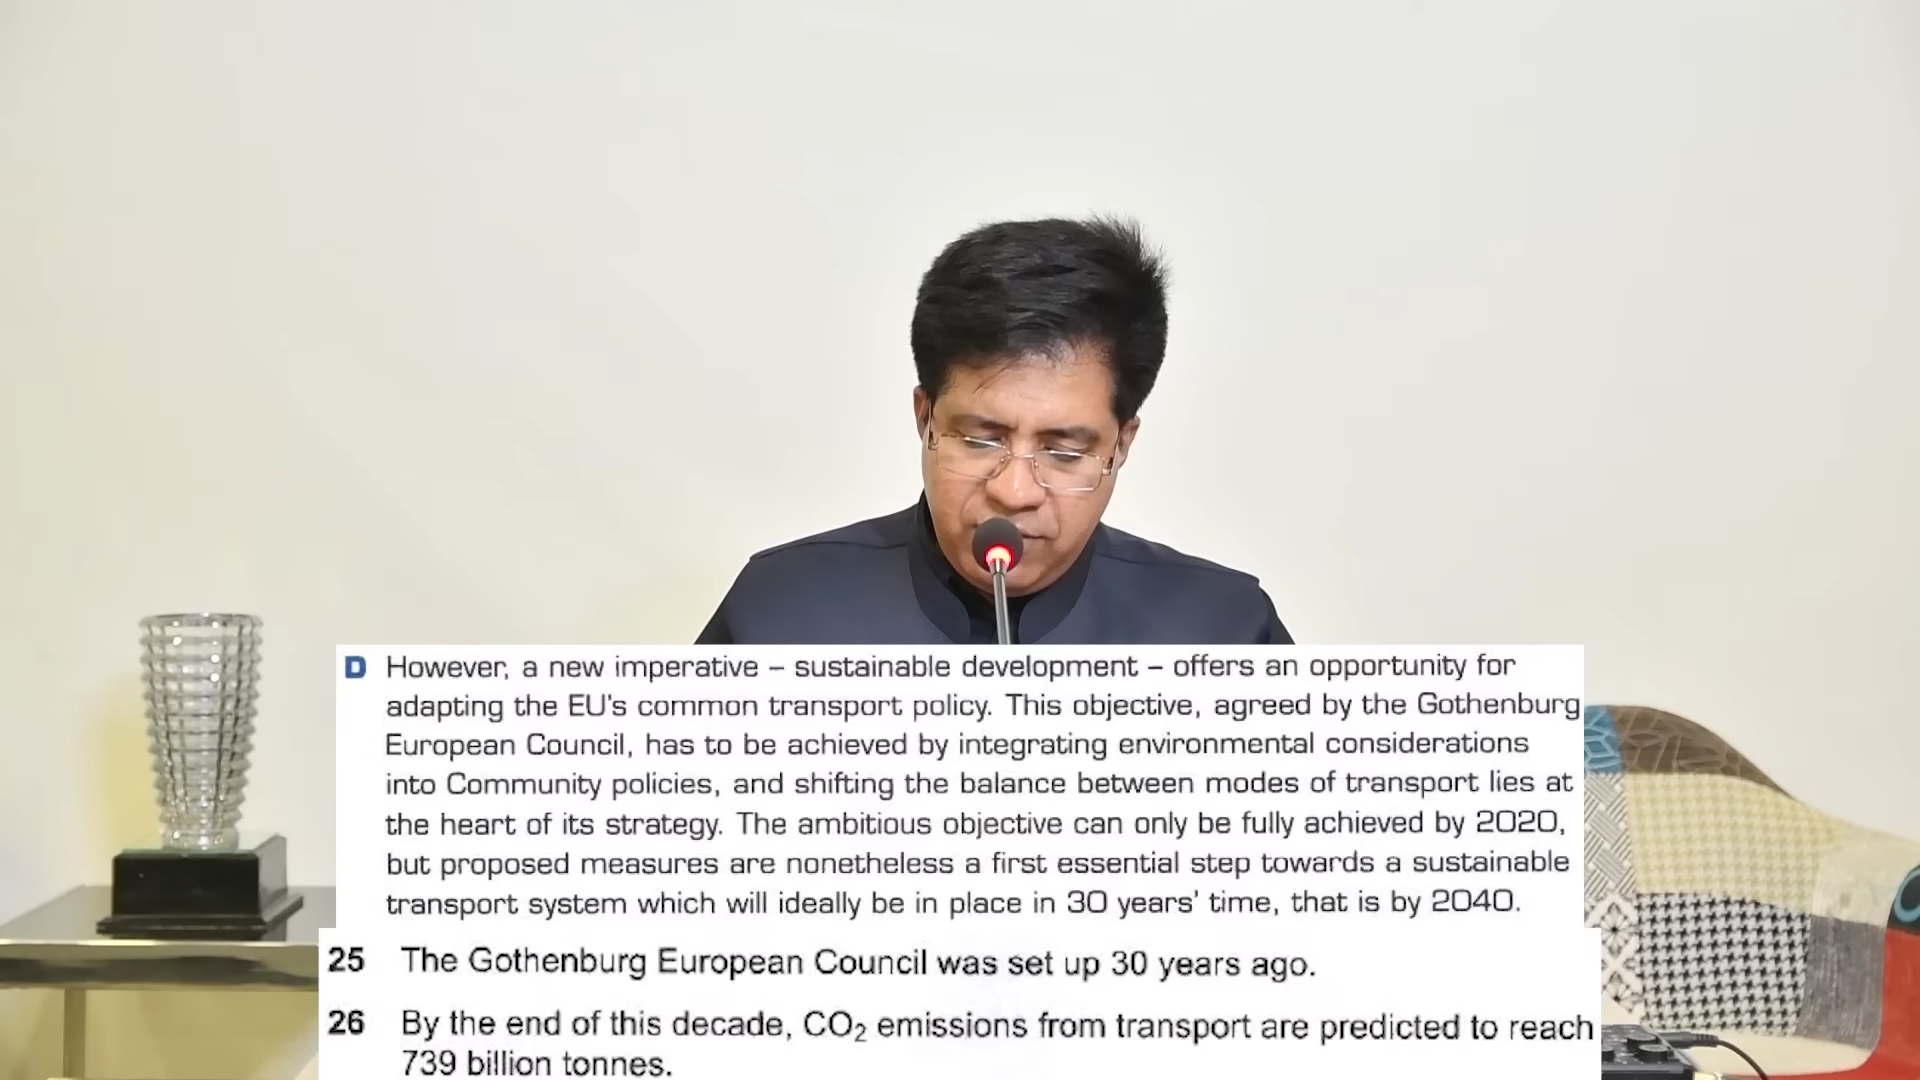 D However, a new imperative – sustainable development – offers an opportunity for
adapting the EU's common transport policy. This objective, agreed by the Gothenburg
European Council, has to be achieved by integrating environmental considerations
into Community policies, and shifting the balance between modes of transport lies at
the heart of its strategy. The ambitious objective can only be fully achieved by 2020,
but proposed measures are nonetheless a first essential step towards a sustainable
transport system which will ideally be in place in 30 years' time, that is by 2040.
25 The Gothenburg European Council was set up 30 years ago.
26 By the end of this decade, CO₂ emissions from transport are predicted to reach
739 billion tonnes.